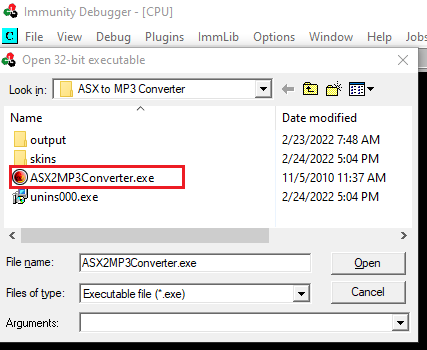 Immunity Debugger - [CPU]
C File View Debug Plugins ImmLib Options Window Help Jobs
Open 32-bit executable
Look in: ASX to MP3 Converter
Name Date modified
output 2/23/2022 7:48 AM
skins 2/24/2022 5:04 PM
ASX2MP3Converter.exe 11/5/2010 11:37 AM
unins000.exe 2/24/2022 5:04 PM
File name: ASX2MP3Converter.exe Open
Files of type: Executable file (*.exe) Cancel
Arguments: